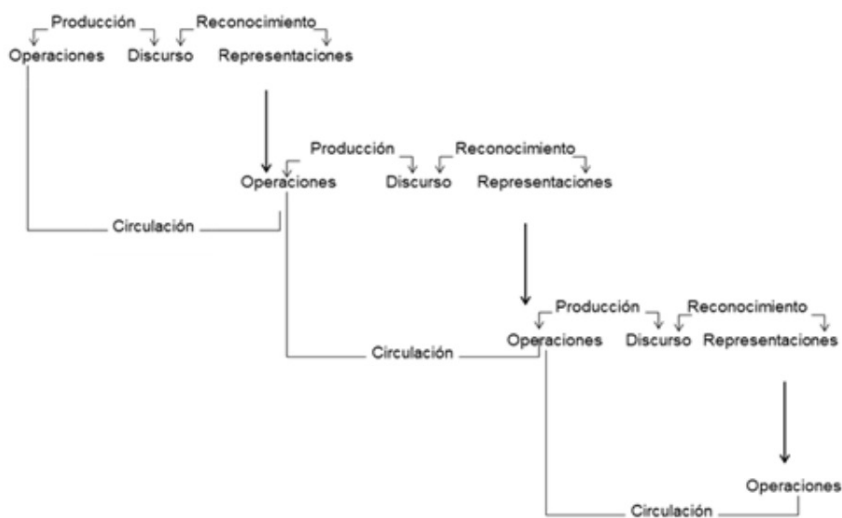 Producción Reconocimiento
Operaciones Discurso Representaciones
Producción Reconocimiento
Operaciones Discurso Representaciones
Circulación
Producción Reconocimiento
Operaciones Discurso Representaciones
Circulación
Operaciones
Circulación